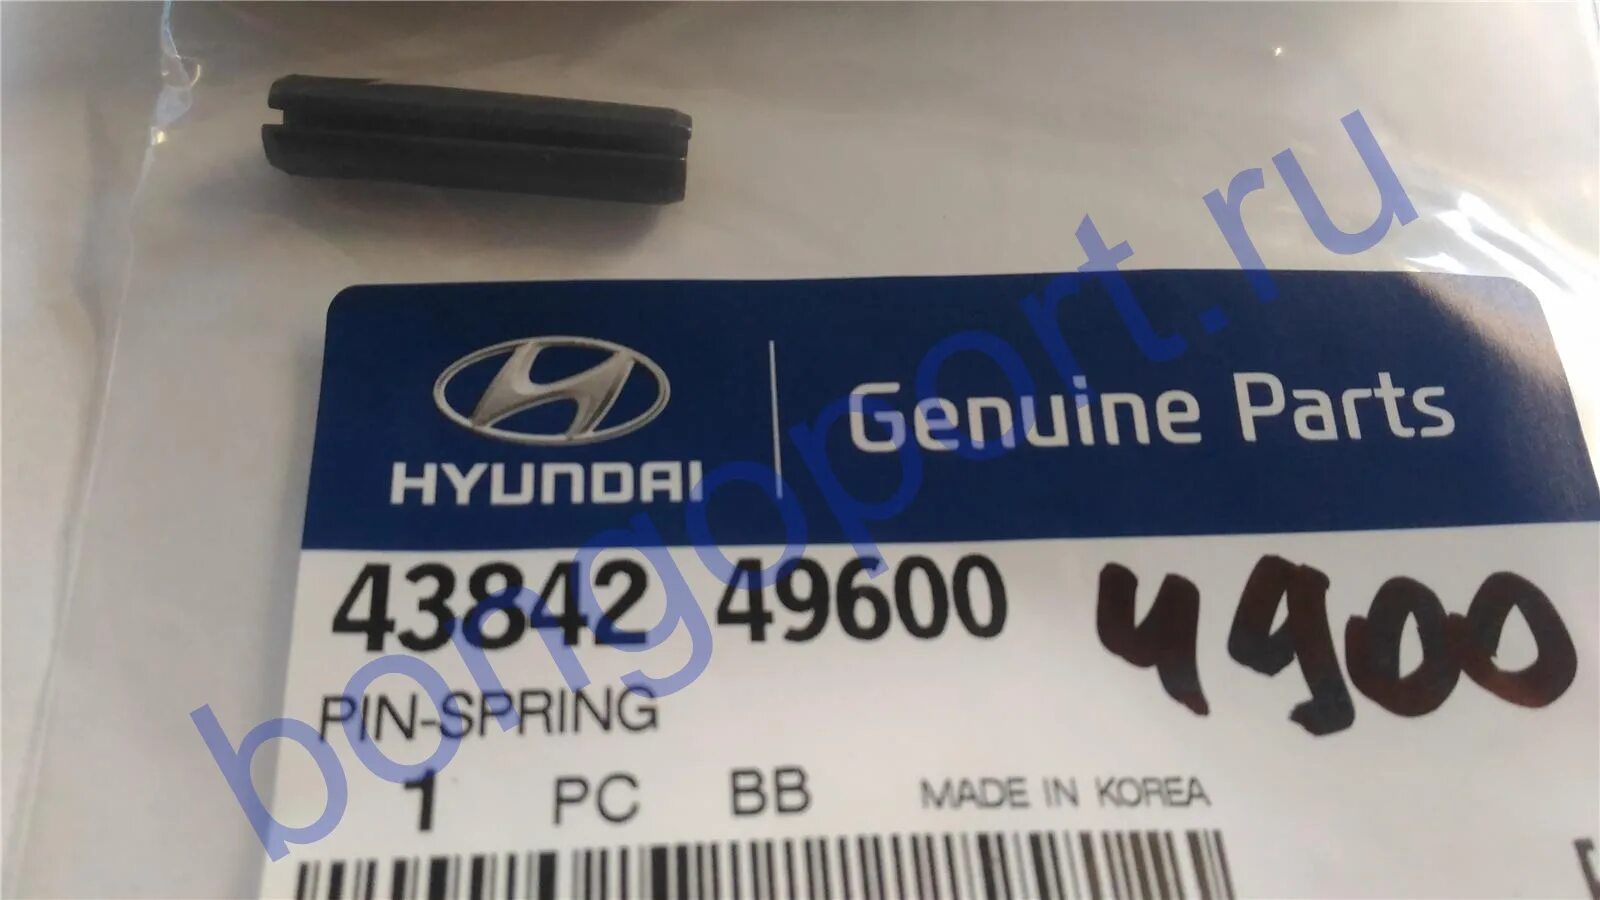 HYUNDAI
Genuine Parts
43842 49600
4900
PIN-SPRING
1 PC BB MADE IN KOREA
bongoport.ru